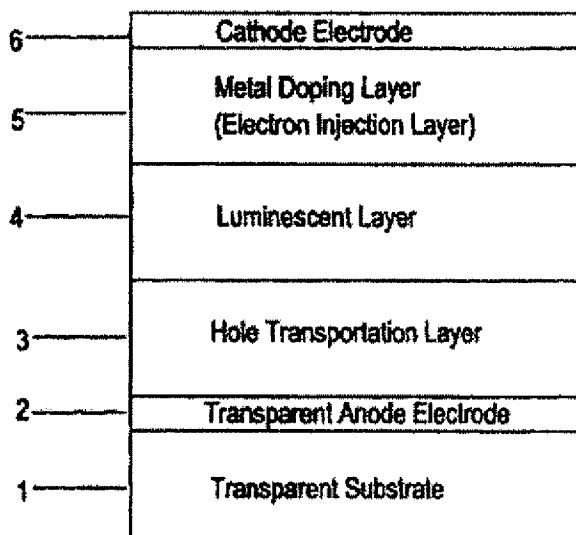 6 Cathode Electrode
5 Metal Doping Layer
(Electron Injection Layer)
4 Luminescent Layer
3 Hole Transportation Layer
2 Transparent Anode Electrode
1 Transparent Substrate